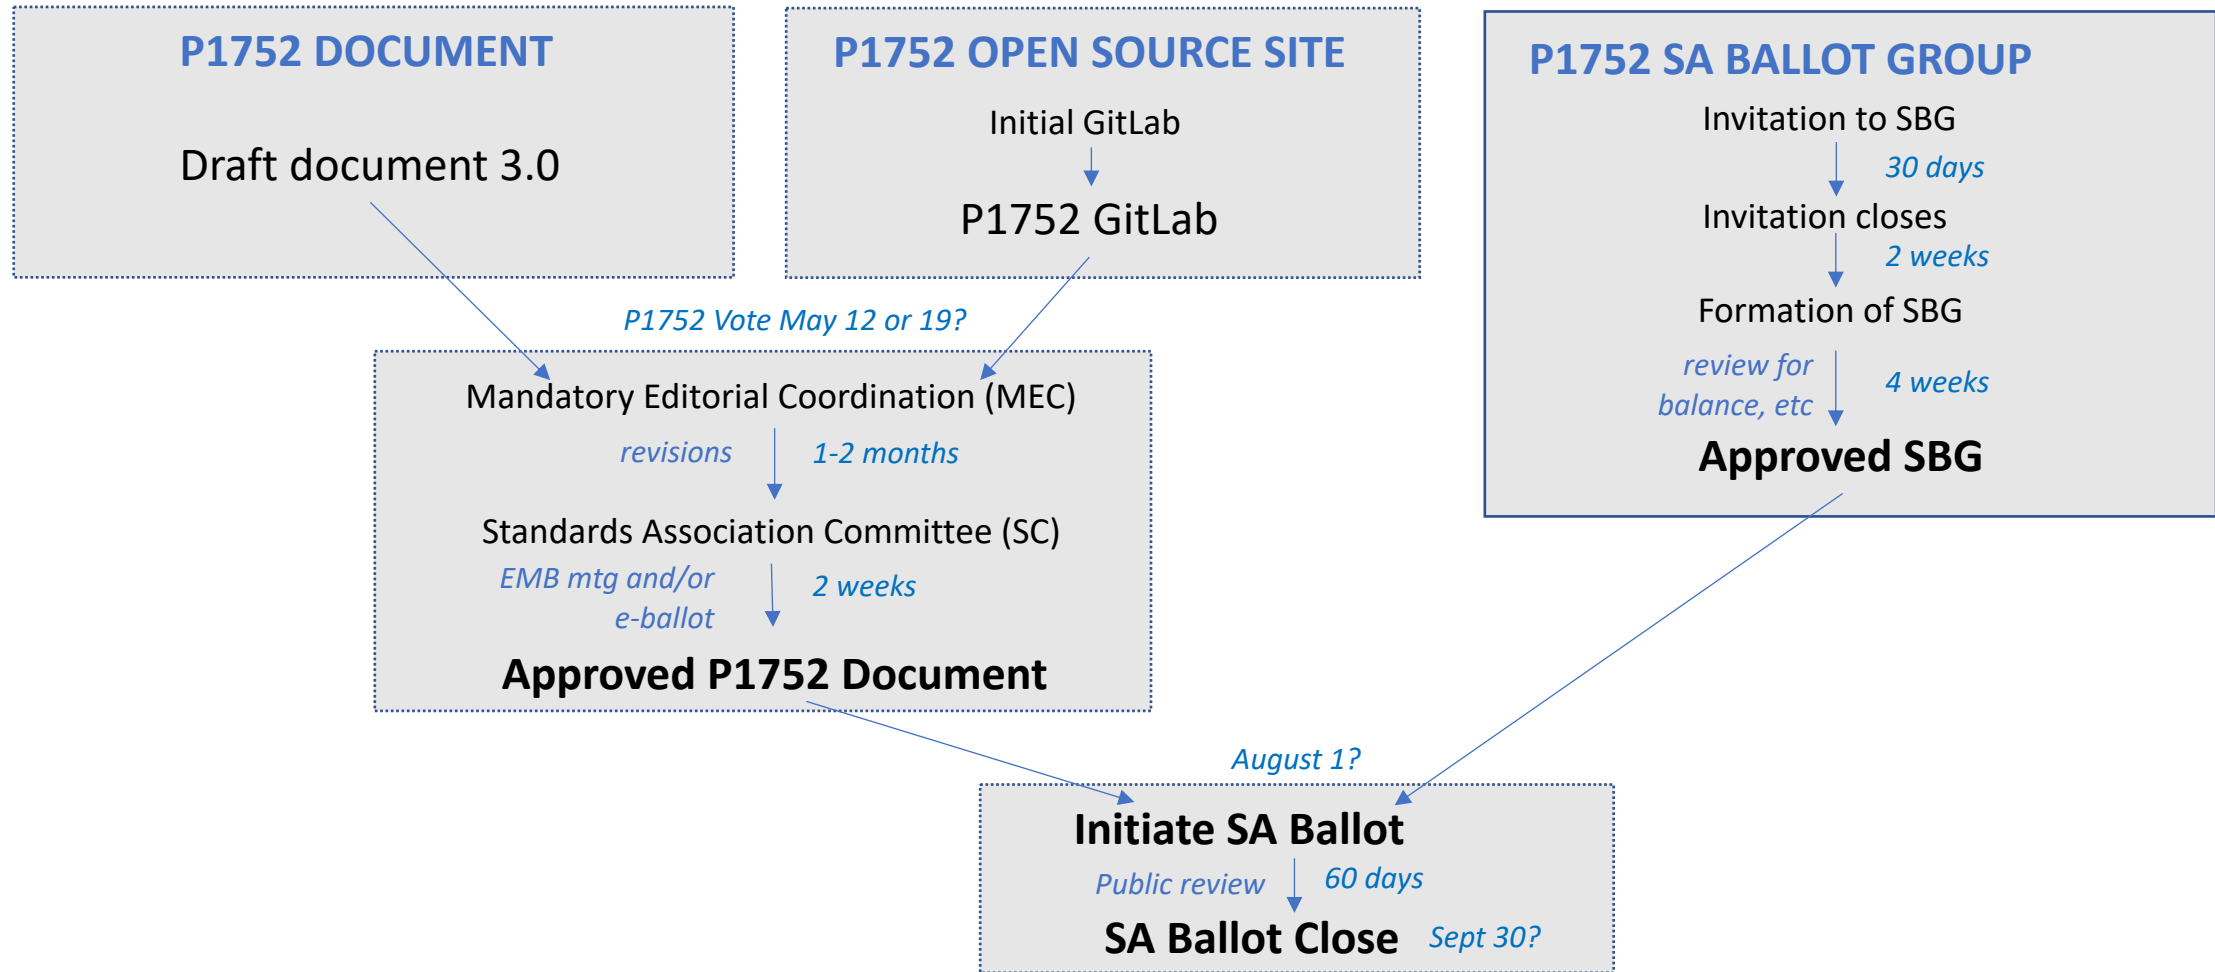 P1752 DOCUMENT
Draft document 3.0
P1752 OPEN SOURCE SITE
Initial GitLab
P1752 GitLab
P1752 SA BALLOT GROUP
Invitation to SBG
30 days
Invitation closes
2 weeks
Formation of SBG
review for
balance, etc
4 weeks
Approved SBG
P1752 Vote May 12 or 19?
Mandatory Editorial Coordination (MEC)
revisions
1-2 months
Standards Association Committee (SC)
EMB mtg and/or
e-ballot
2 weeks
Approved P1752 Document
August 1?
Initiate SA Ballot
Public review
60 days
SA Ballot Close
Sept 30?